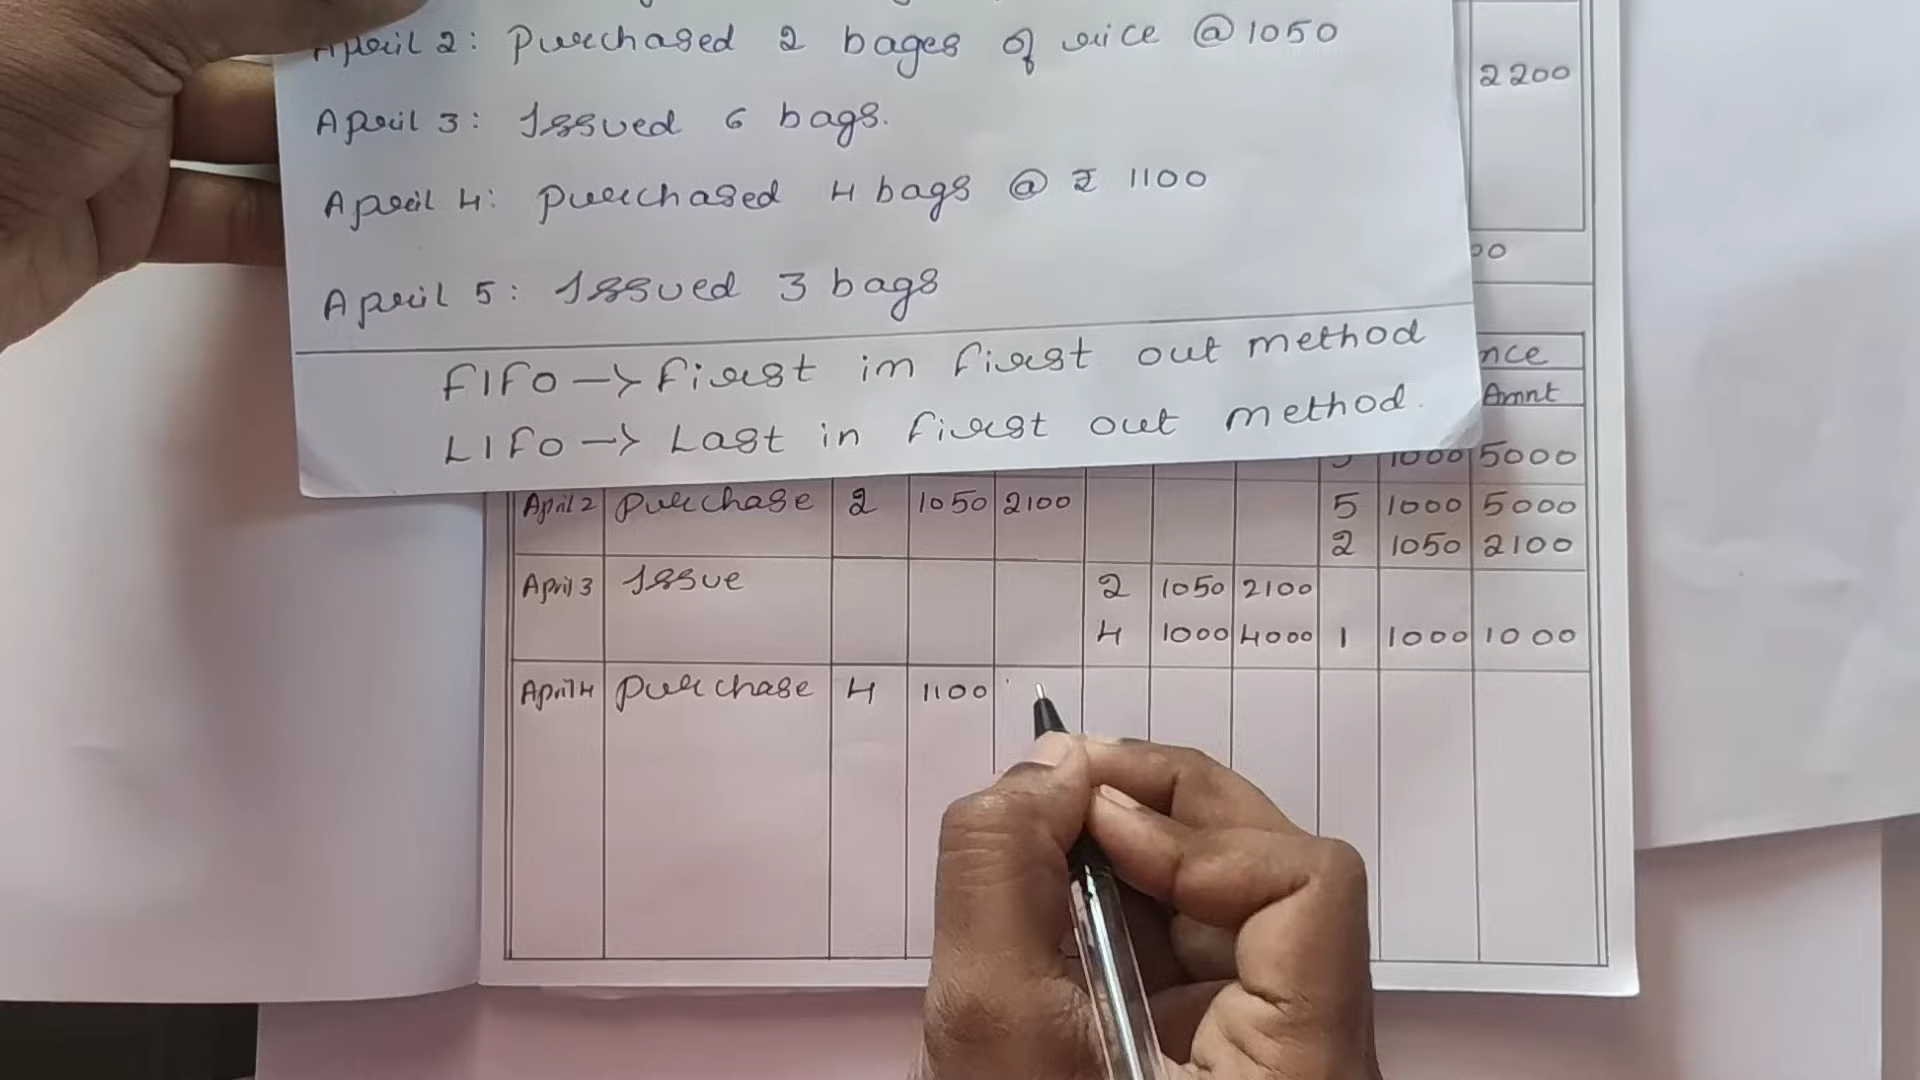 April 2: Purchased 2 bages of rice @ 1050
2200
April 3: Issued 6 bags.
April 4: Purchased 4 bags @ ₹ 1100
00
April 5: Issued 3 bags
FIFO → First in first out method
nce
LIFO → Last in first out method.
Amnt
1000 5000
April 2 Purchase 2 1050 2100 5 1000 5000
2 1050 2100
April 3 Issue 2 1050 2100
4 1000 4000 1 1000 1000
April 4 Purchase 4 1100